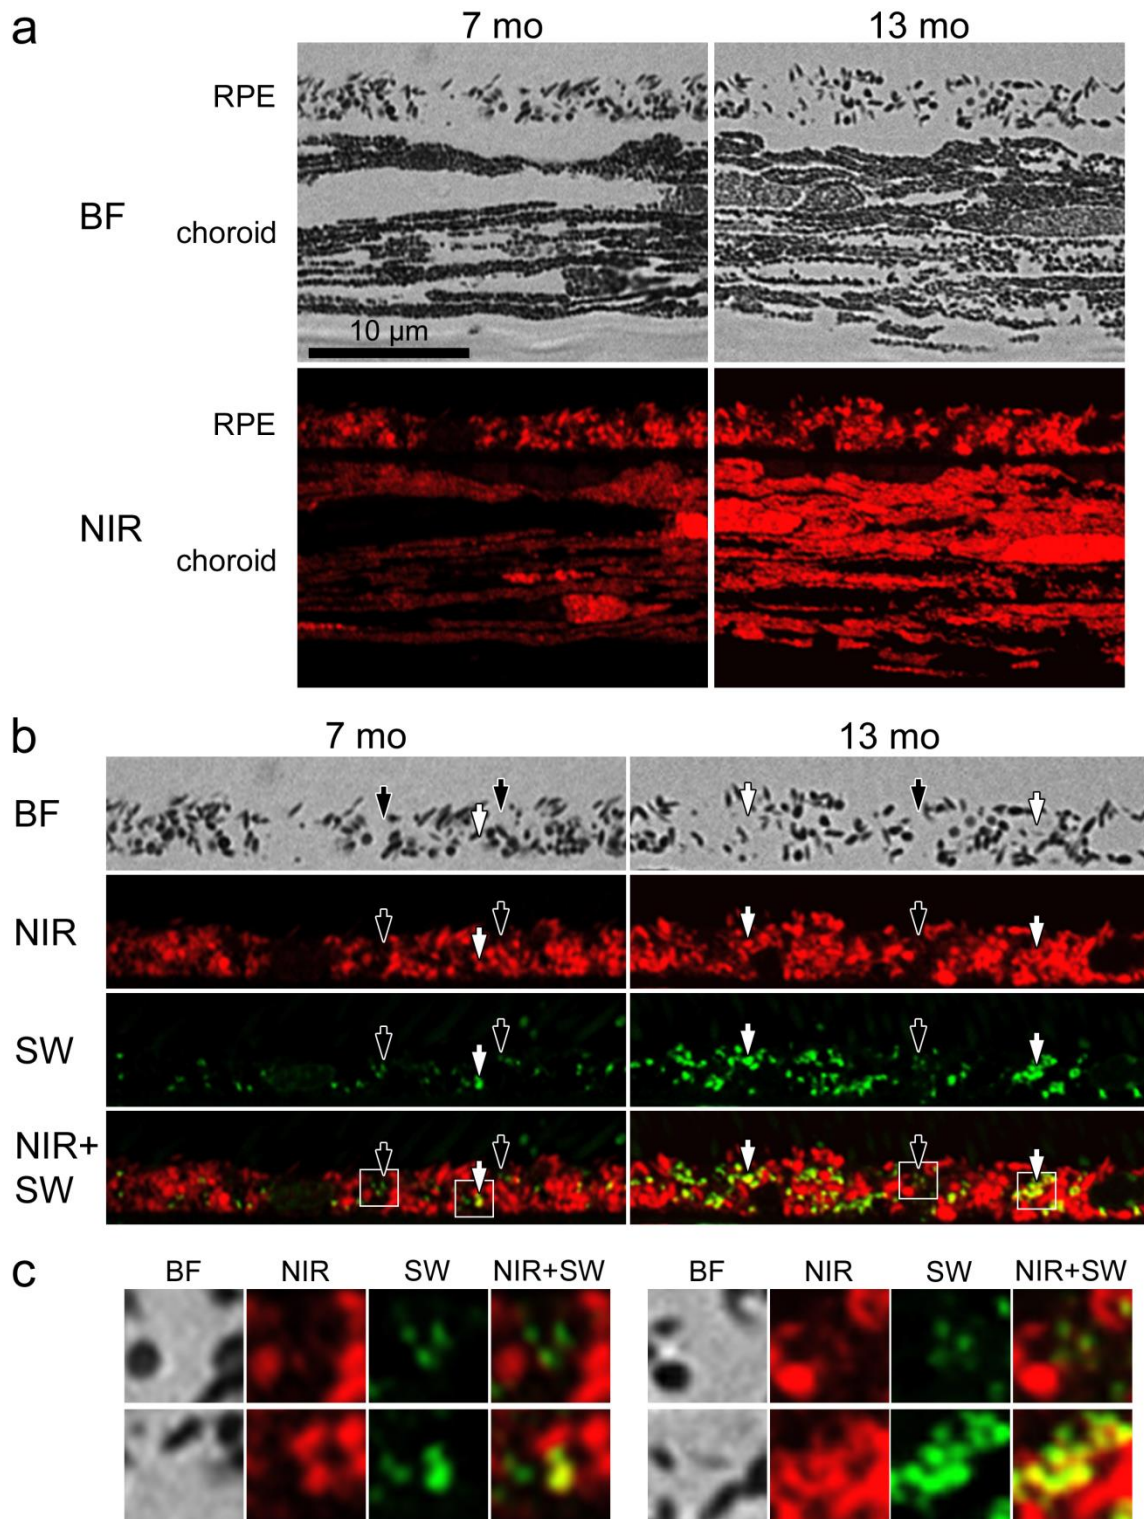 a
7 mo
13 mo
RPE
BF
choroid
10 µm
RPE
NIR
choroid
b
7 mo
13 mo
BF
NIR
SW
NIR+
SW
c
BF
NIR
SW
NIR+SW
BF
NIR
SW
NIR+SW